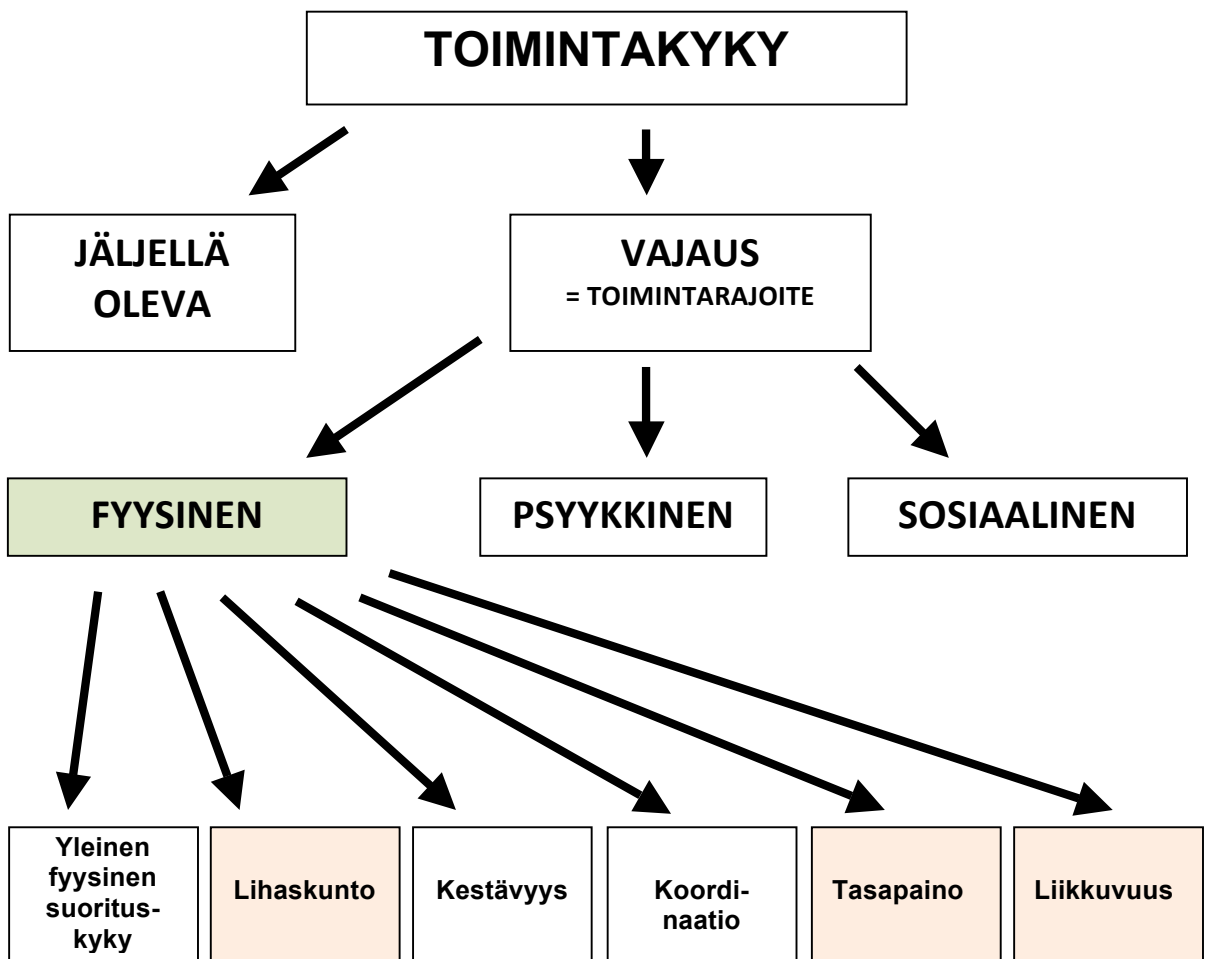 TOIMINTAKYKY
JÄLJELLÄ
OLEVA
VAJAUS
= TOIMINTARAJOITE
FYYSINEN
PSYYKKINEN
SOSIAALINEN
Yleinen
fyysinen
suoritus-
kyky
Lihaskunto
Kestävyys
Koordi-
naatio
Tasapaino
Liikkuvuus